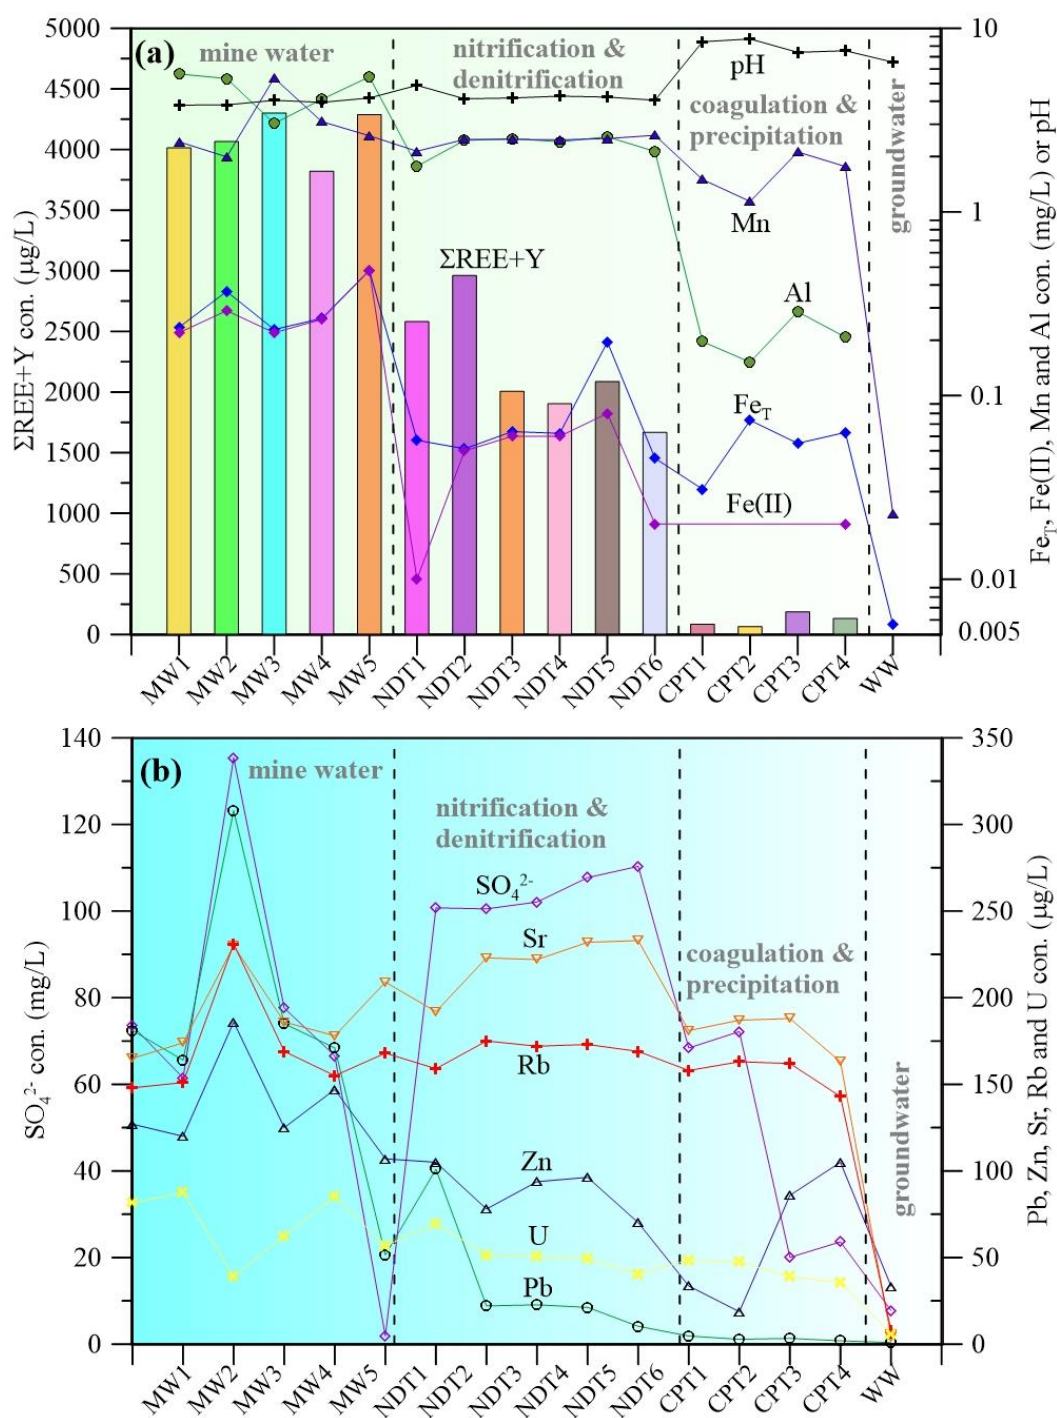 (a)
mine water
nitrification &
denitrification
pH
coagulation &
precipitation
groundwater
Mn
ΣREE+Y
Al
Fe_T
Fe(II)
ΣREE+Y con. (µg/L)
5000
4500
4000
3500
3000
2500
2000
1500
1000
500
0
10
1
0.1
0.01
0.005
Fe_T, Fe(II), Mn and Al con. (mg/L) or pH
MW1
MW2
MW3
MW4
MW5
NDT1
NDT2
NDT3
NDT4
NDT5
NDT6
CPT1
CPT2
CPT3
CPT4
WW
(b)
mine water
nitrification &
denitrification
SO₄²⁻
Sr
coagulation &
precipitation
Rb
groundwater
Zn
U
Pb
SO₄²⁻ con. (mg/L)
140
120
100
80
60
40
20
0
350
300
250
200
150
100
50
0
Pb, Zn, Sr, Rb and U con. (µg/L)
MW1
MW2
MW3
MW4
MW5
NDT1
NDT2
NDT3
NDT4
NDT5
NDT6
CPT1
CPT2
CPT3
CPT4
WW